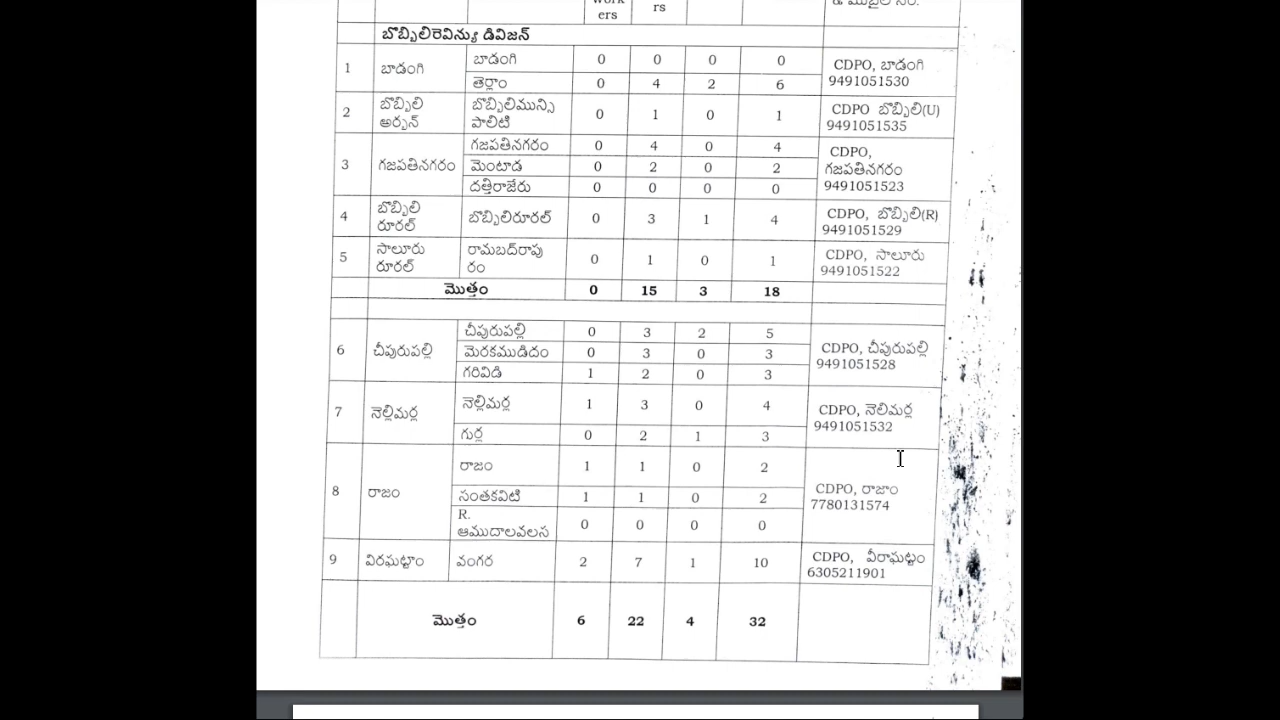 ers
rs
& మొబైల్ నెం.
బొబ్బిలిరెవిన్యు డివిజన్
1 బాడంగి బాడంగి 0 0 0 0 CDPO, బాడంగి
9491051530
తెర్లాం 0 4 2 6
2 బొబ్బిలి
అర్బన్ బొబ్బిలిమున్సి
పాలిటి 0 1 0 1 CDPO బొబ్బిలి(U)
9491051535
3 గజపతినగరం గజపతినగరం 0 4 0 4 CDPO,
గజపతినగరం
9491051523
మెంటాడ 0 2 0 2
దత్తిరాజేరు 0 0 0 0
4 బొబ్బిలి
రూరల్ బొబ్బిలిరూరల్ 0 3 1 4 CDPO, బొబ్బిలి(R)
9491051529
5 సాలూరు
రూరల్ రామబద్రాపు
రం 0 1 0 1 CDPO, సాలూరు
9491051522
మొత్తం 0 15 3 18
6 చీపురుపల్లి చీపురుపల్లి 0 3 2 5 CDPO, చీపురుపల్లి
9491051528
మెరకముడిదం 0 3 0 3
గరివిడి 1 2 0 3
7 నెల్లిమర్ల నెల్లిమర్ల 1 3 0 4 CDPO, నెలిమర్ల
9491051532
గుర్ల 0 2 1 3
8 రాజం రాజం 1 1 0 2 CDPO, రాజాం
7780131574
సంతకవిటి 1 1 0 2
R.
ఆముదాలవలస 0 0 0 0
9 విరఘట్టాం వంగర 2 7 1 10 CDPO, వీరాఘట్టం
6305211901
మొత్తం 6 22 4 32